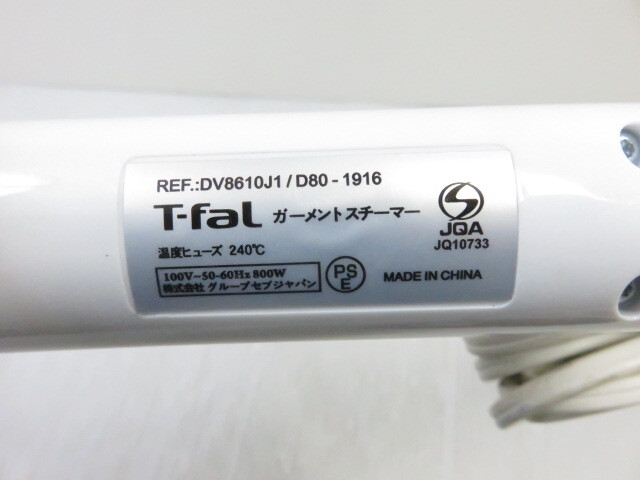 REF.:DV8610J1 / D80 - 1916
T-faL ガーメントスチーマー
JQA
JQ10733
温度ヒューズ 240℃
100V~50-60Hz 800W
株式会社 グループセブジャパン
PS
E
MADE IN CHINA